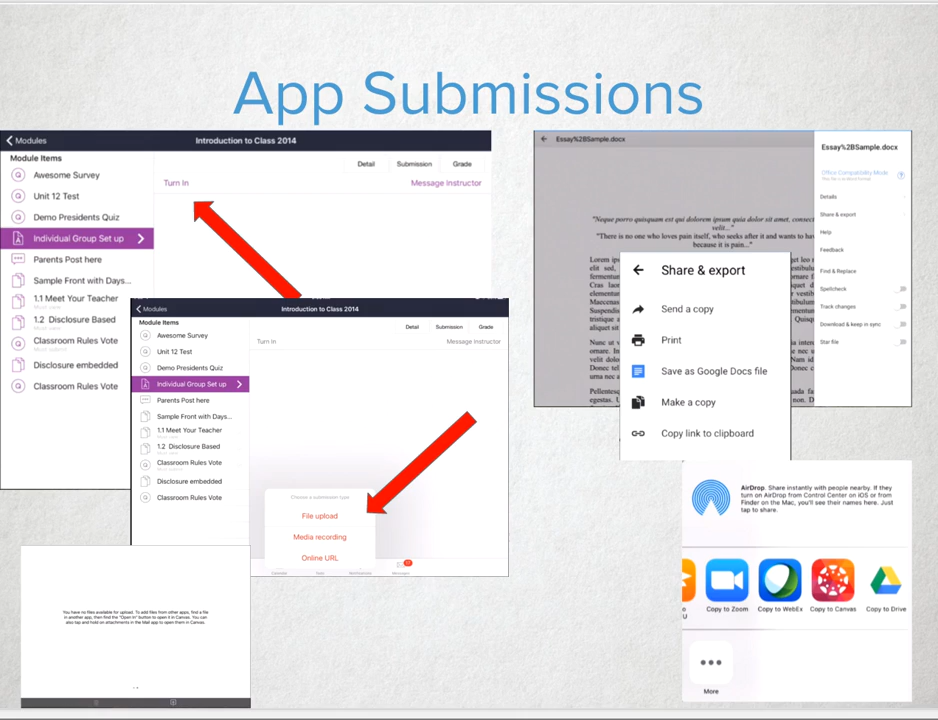 App Submissions
Modules
Introduction to Class 2014
Module Items
Awesome Survey
Unit 12 Test
Demo Presidents Quiz
Individual Group Set up
Parents Post here
Sample Front with Days...
1.1 Meet Your Teacher
1.2 Disclosure Based
Classroom Rules Vote
Disclosure embedded
Classroom Rules Vote
Detail
Submission
Grade
Turn In
Message Instructor
Modules
Introduction to Class 2014
Module Items
Awesome Survey
Unit 12 Test
Demo Presidents Quiz
Individual Group Set up
Parents Post here
Sample Front with Days...
1.1 Meet Your Teacher
1.2 Disclosure Based
Classroom Rules Vote
Disclosure embedded
Classroom Rules Vote
Detail
Submission
Grade
Turn In
Message Instructor
Choose a submission type
File upload
Media recording
Online URL
You have no files available for upload. To add files from other apps, find a file
in another app, then find the "Open In" button to open it in Canvas. You can
also tap and hold on attachments in the Mail app to open them in Canvas.
Essay%2BSample.docx
"Neque porro quisquam est qui dolorem ipsum quia dolor sit amet, consect
velit..."
"There is no one who loves pain itself, who seeks after it and wants to hav
because it is pain..."
Essay%2BSample.docx
Office Compatibility Mode
Details
Share & export
Help
Feedback
Find & Replace
Spellcheck
Track changes
Download & keep in sync
Star file
Share & export
Send a copy
Print
Save as Google Docs file
Make a copy
Copy link to clipboard
AirDrop. Share instantly with people nearby. If they
turn on AirDrop from Control Center on iOS or from
Finder on the Mac, you'll see their names here. Just
tap to share.
Copy to Zoom
Copy to WebEx
Copy to Canvas
Copy to Drive
More